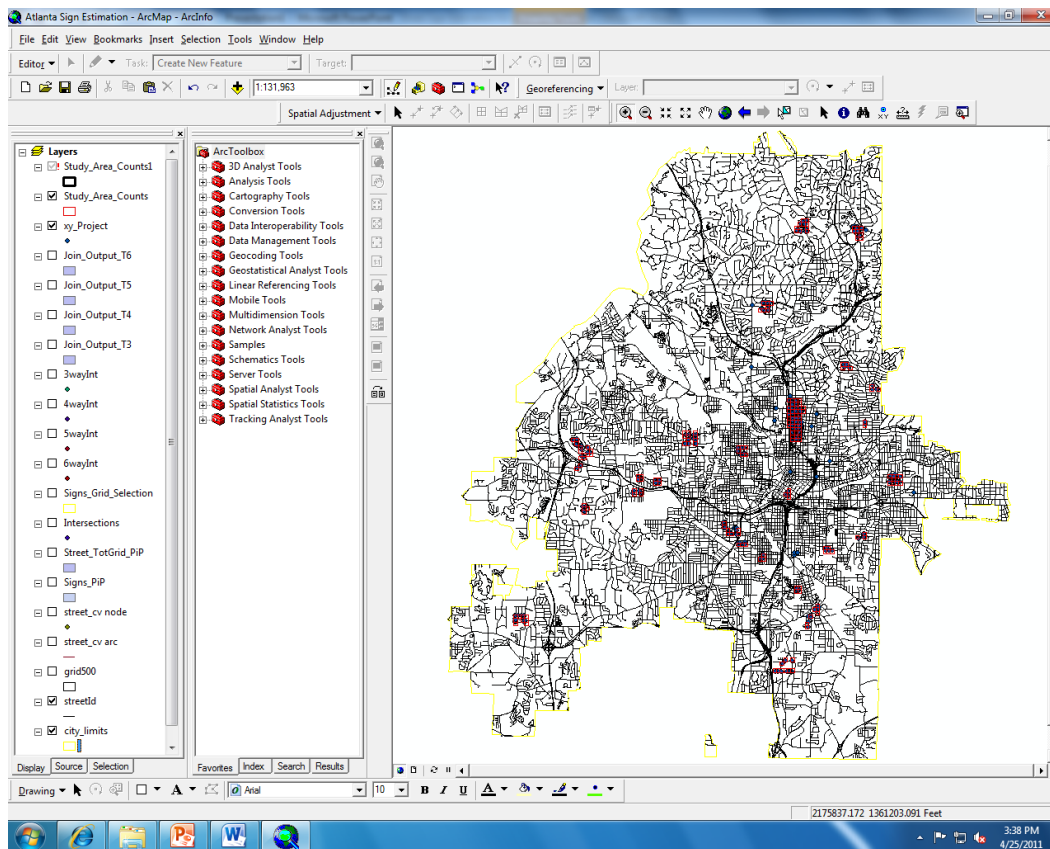 Atlanta Sign Estimation - ArcMap - ArcInfo
File Edit View Bookmarks Insert Selection Tools Window Help
Editor Task: Create New Feature Target:
1:131,963 Georeferencing Layer:
Spatial Adjustment
Layers
Study_Area_Counts1
Study_Area_Counts
xy_Project
Join_Output_T6
Join_Output_T5
Join_Output_T4
Join_Output_T3
3wayInt
4wayInt
5wayInt
6wayInt
Signs_Grid_Selection
Intersections
Street_TotGrid_PiP
Signs_PiP
street_cv node
street_cv arc
grid500
streetId
city_limits
Display Source Selection
ArcToolbox
3D Analyst Tools
Analysis Tools
Cartography Tools
Conversion Tools
Data Interoperability Tools
Data Management Tools
Geocoding Tools
Geostatistical Analyst Tools
Linear Referencing Tools
Mobile Tools
Multidimension Tools
Network Analyst Tools
Samples
Schematics Tools
Server Tools
Spatial Analyst Tools
Spatial Statistics Tools
Tracking Analyst Tools
Favorites Index Search Results
Drawing A Arial 10 B I U A
2175837.172 1361203.091 Feet
3:38 PM
4/25/2011